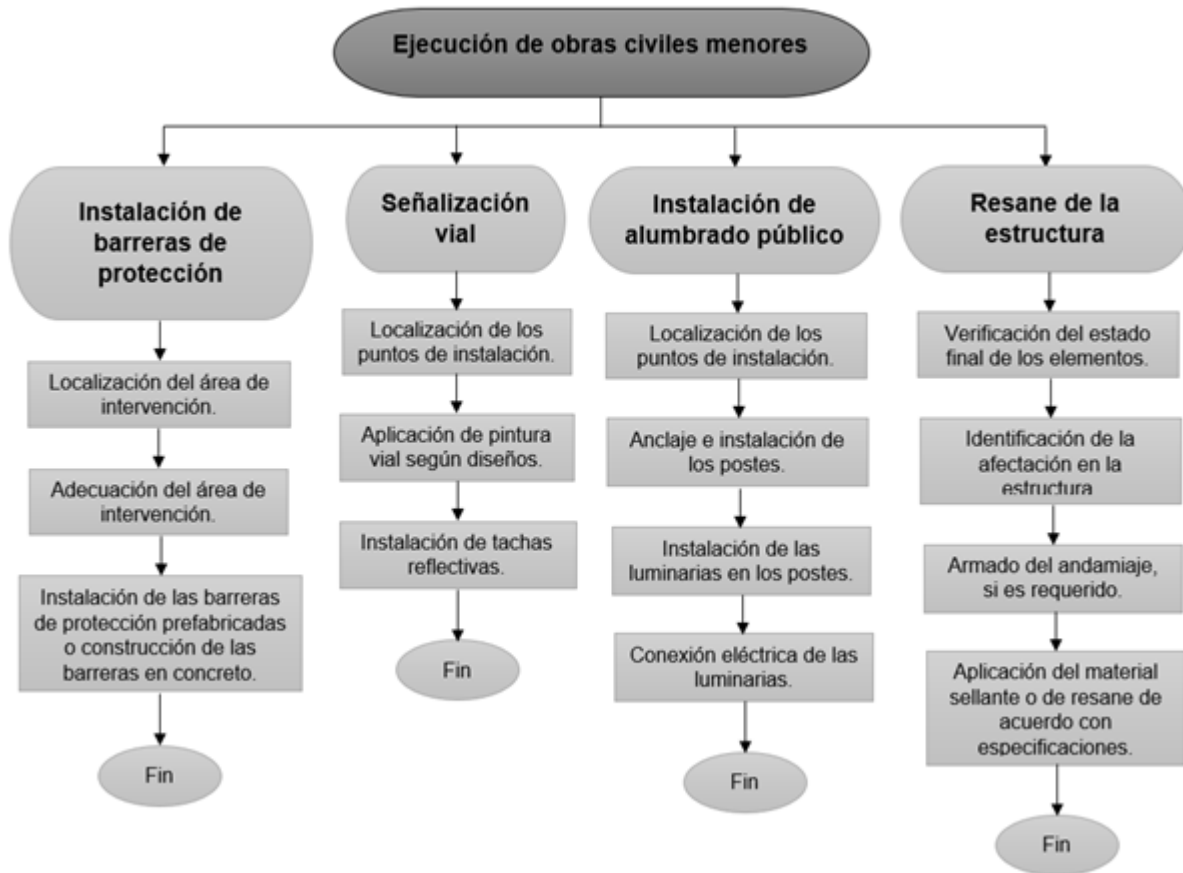 Ejecución de obras civiles menores
Instalación de
barreras de
protección
Localización del área de
intervención.
Adecuación del área de
intervención.
Instalación de las barreras
de protección prefabricadas
o construcción de las
barreras en concreto.
Fin
Señalización
vial
Localización de los
puntos de instalación.
Aplicación de pintura
vial según diseños.
Instalación de tachas
reflectivas.
Fin
Instalación de
alumbrado público
Localización de los
puntos de instalación.
Anclaje e instalación de
los postes.
Instalación de las
luminarias en los postes.
Conexión eléctrica de las
luminarias.
Fin
Resane de la
estructura
Verificación del estado
final de los elementos.
Identificación de la
afectación en la
estructura
Armado del andamiaje,
si es requerido.
Aplicación del material
sellante o de resane de
acuerdo con
especificaciones.
Fin